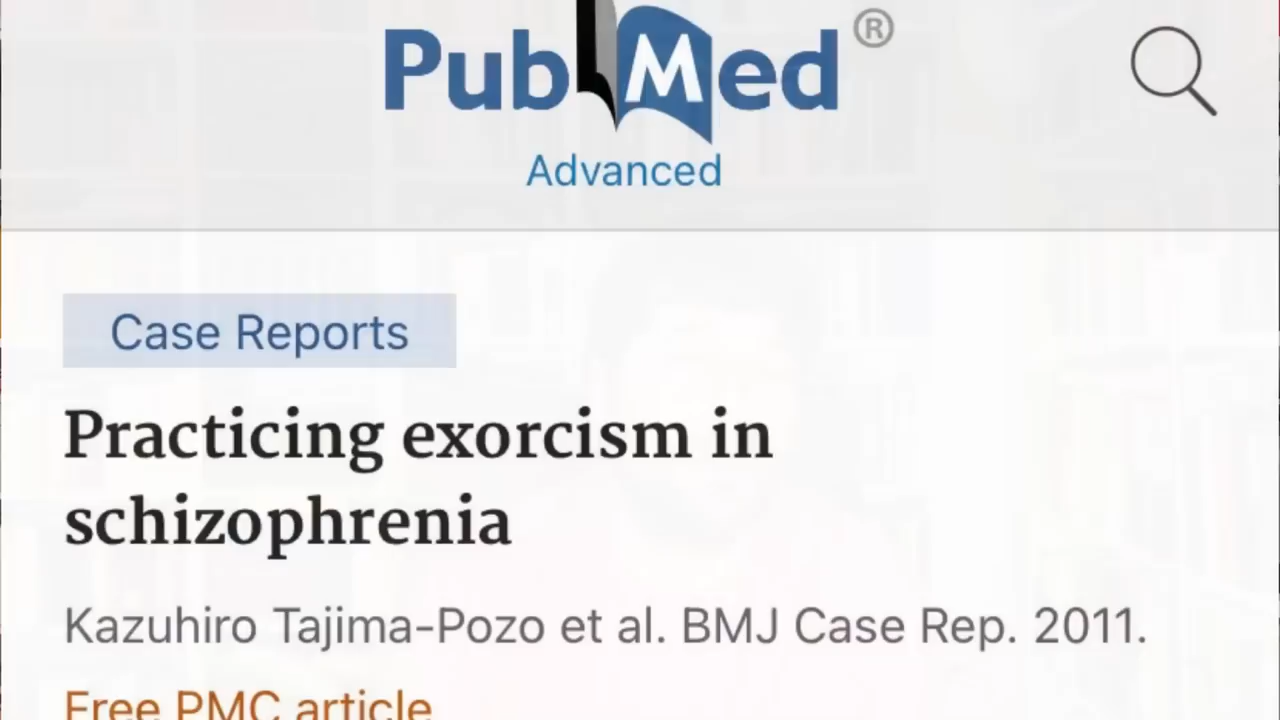 PubMed®
Advanced
Case Reports
Practicing exorcism in
schizophrenia
Kazuhiro Tajima-Pozo et al. BMJ Case Rep. 2011.
Free PMC article